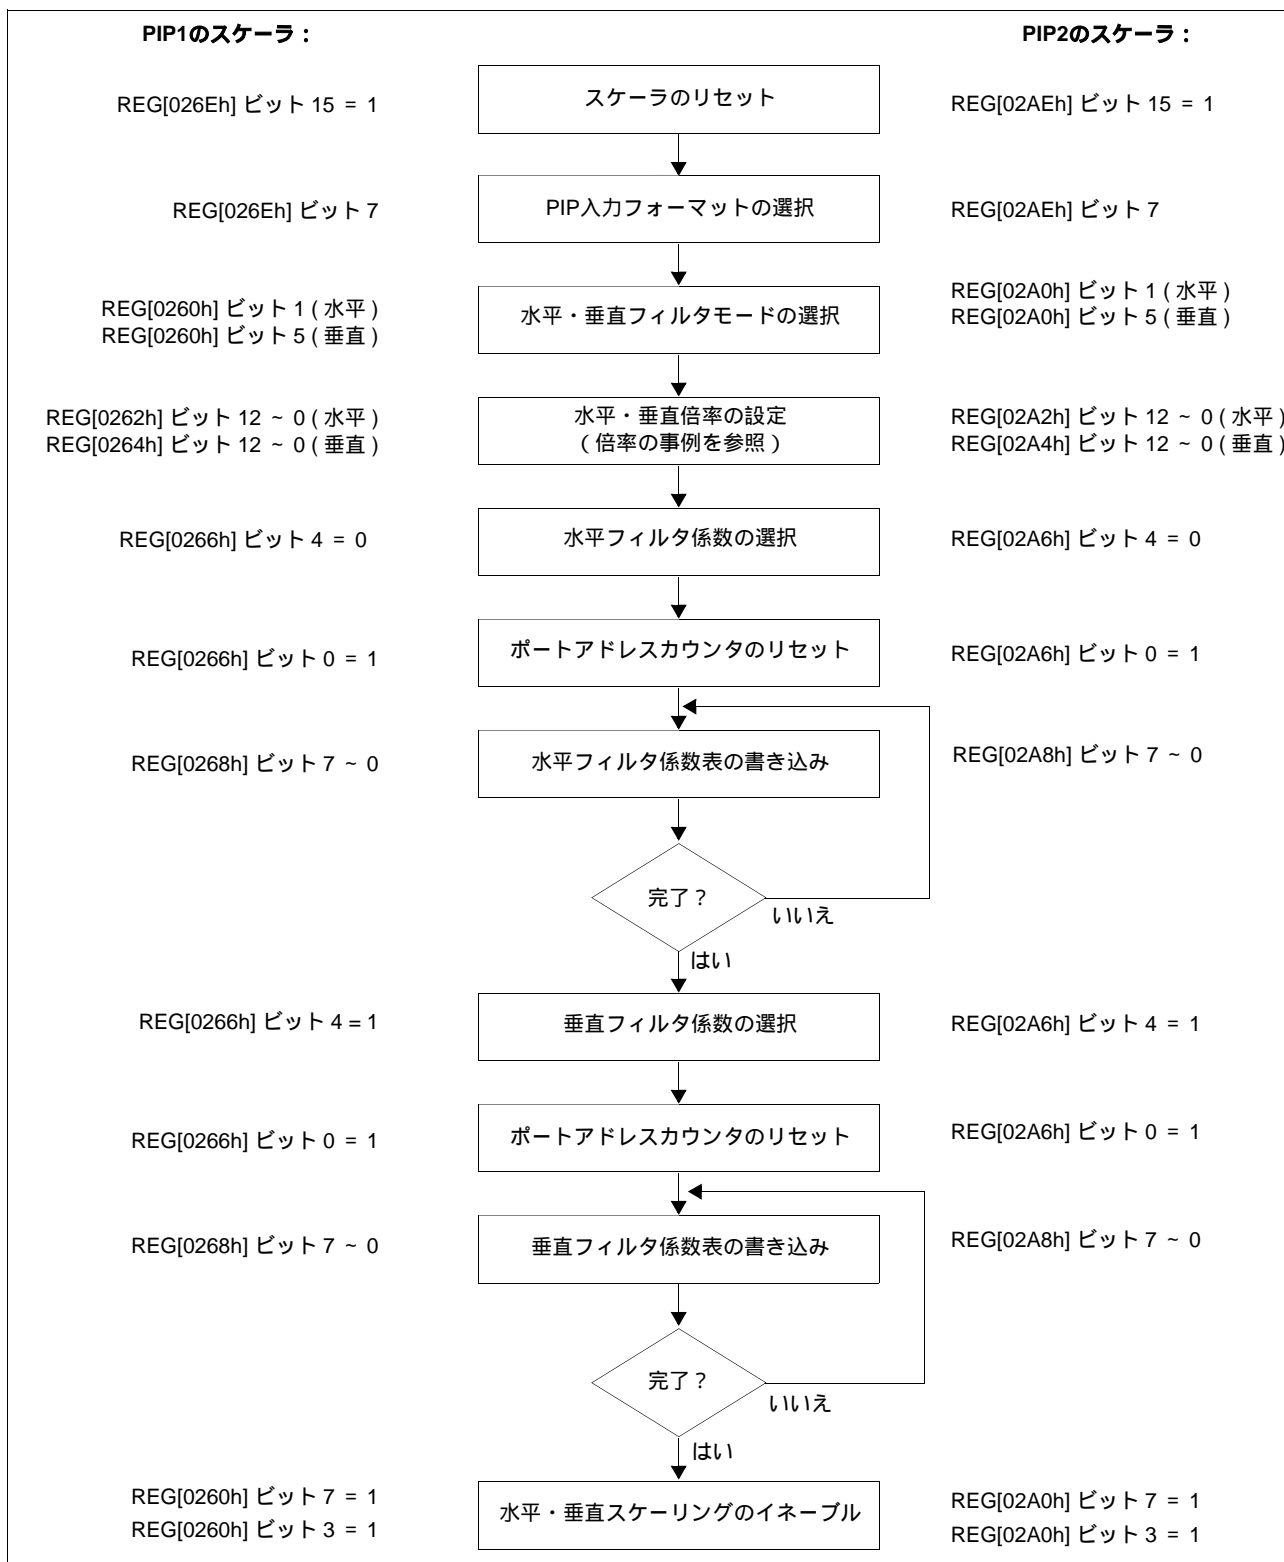 PIP1のスケーラ：
PIP2のスケーラ：
REG[026Eh] ビット 15 = 1
スケーラのリセット
REG[02AEh] ビット 15 = 1
REG[026Eh] ビット 7
PIP入力フォーマットの選択
REG[02AEh] ビット 7
REG[0260h] ビット 1 ( 水平 )
REG[0260h] ビット 5 ( 垂直 )
水平・垂直フィルタモードの選択
REG[02A0h] ビット 1 ( 水平 )
REG[02A0h] ビット 5 ( 垂直 )
REG[0262h] ビット 12 ~ 0 ( 水平 )
REG[0264h] ビット 12 ~ 0 ( 垂直 )
水平・垂直倍率の設定
（倍率の事例を参照）
REG[02A2h] ビット 12 ~ 0 ( 水平 )
REG[02A4h] ビット 12 ~ 0 ( 垂直 )
REG[0266h] ビット 4 = 0
水平フィルタ係数の選択
REG[02A6h] ビット 4 = 0
REG[0266h] ビット 0 = 1
ポートアドレスカウンタのリセット
REG[02A6h] ビット 0 = 1
REG[0268h] ビット 7 ~ 0
水平フィルタ係数表の書き込み
REG[02A8h] ビット 7 ~ 0
完了？
いいえ
はい
REG[0266h] ビット 4 = 1
垂直フィルタ係数の選択
REG[02A6h] ビット 4 = 1
REG[0266h] ビット 0 = 1
ポートアドレスカウンタのリセット
REG[02A6h] ビット 0 = 1
REG[0268h] ビット 7 ~ 0
垂直フィルタ係数表の書き込み
REG[02A8h] ビット 7 ~ 0
完了？
いいえ
はい
REG[0260h] ビット 7 = 1
REG[0260h] ビット 3 = 1
水平・垂直スケーリングのイネーブル
REG[02A0h] ビット 7 = 1
REG[02A0h] ビット 3 = 1